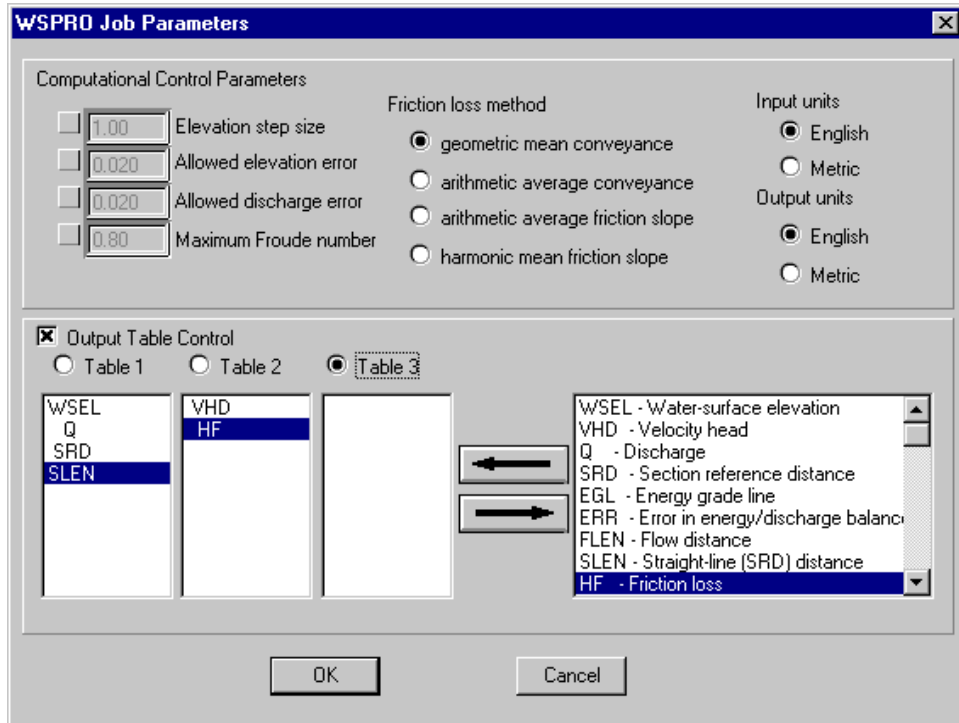 WSPRO Job Parameters
Computational Control Parameters
1.00 Elevation step size
0.020 Allowed elevation error
0.020 Allowed discharge error
0.80 Maximum Froude number
Friction loss method
geometric mean conveyance
arithmetic average conveyance
arithmetic average friction slope
harmonic mean friction slope
Input units
English
Metric
Output units
English
Metric
Output Table Control
Table 1 Table 2 Table 3
WSEL
Q
SRD
SLEN
VHD
HF
WSEL - Water-surface elevation
VHD - Velocity head
Q - Discharge
SRD - Section reference distance
EGL - Energy grade line
ERR - Error in energy/discharge balanc
FLEN - Flow distance
SLEN - Straight-line (SRD) distance
HF - Friction loss
OK Cancel